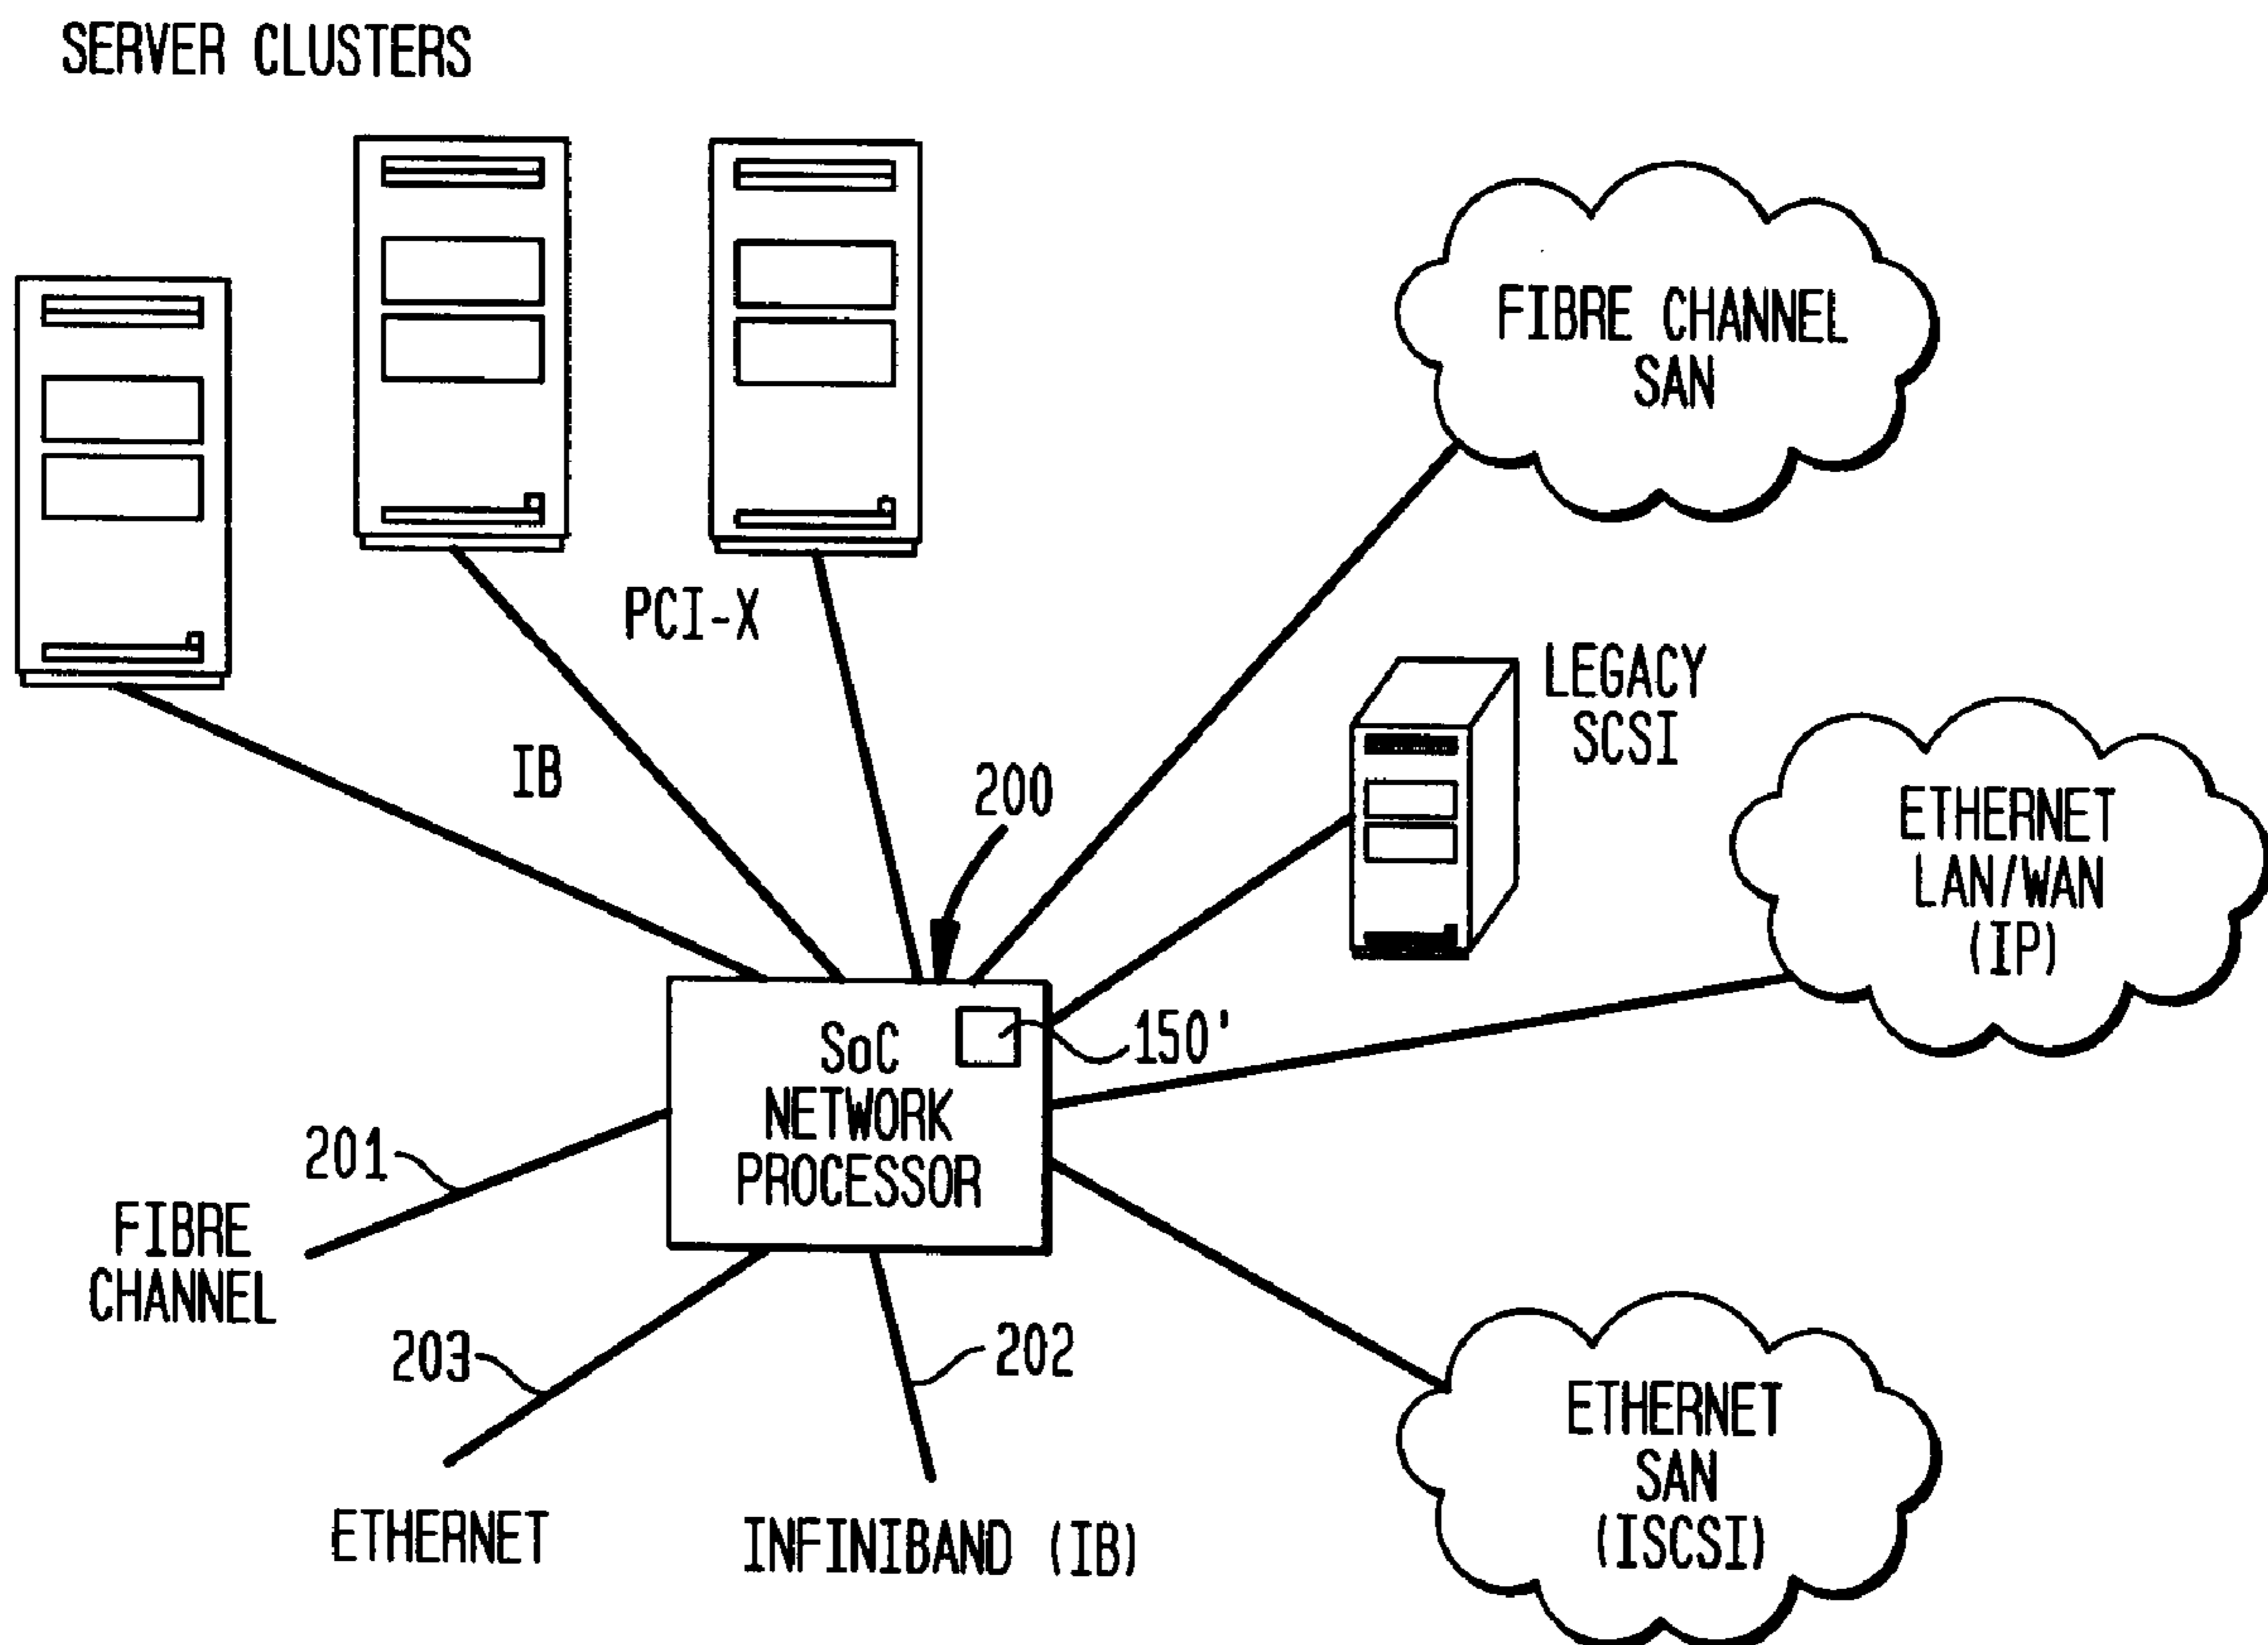 SERVER CLUSTERS
FIBRE CHANNEL
SAN
PCI-X
LEGACY
SCSI
IB
200
ETHERNET
LAN/WAN
(IP)
SoC
NETWORK
PROCESSOR
150'
201
FIBRE
CHANNEL
203
202
ETHERNET
INFINIBAND (IB)
ETHERNET
SAN
(ISCSI)